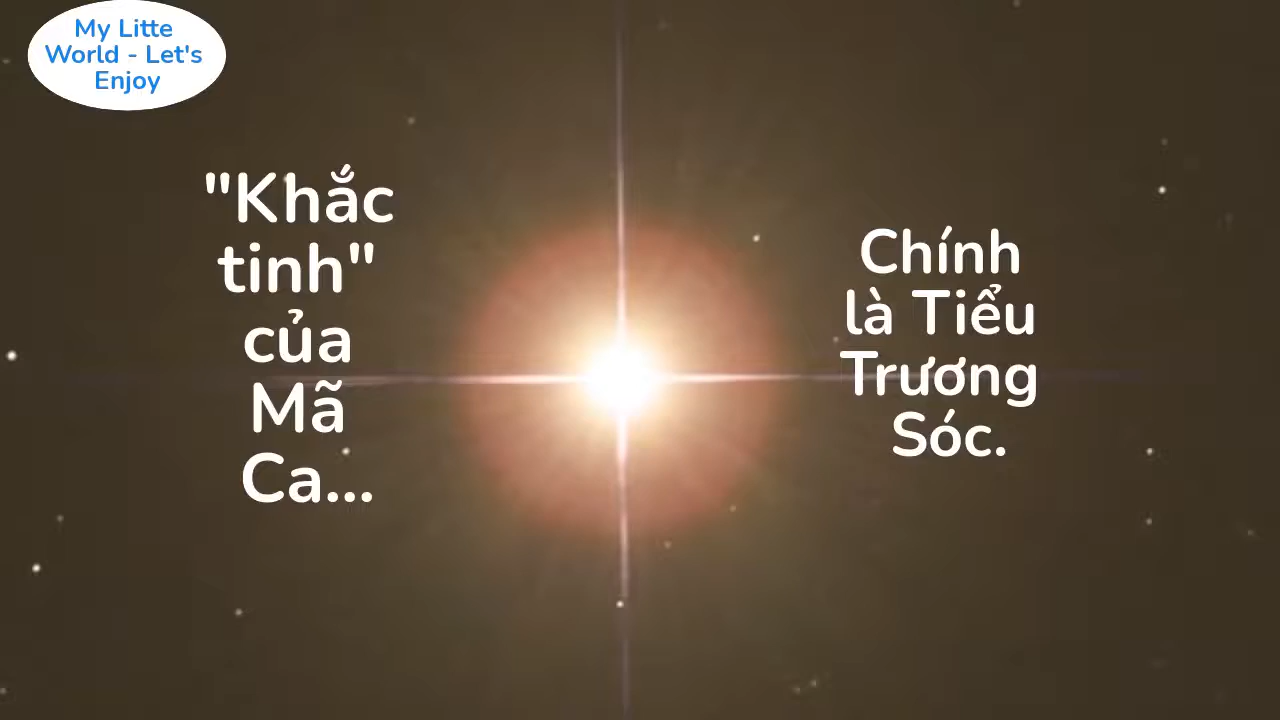 My Litte
World - Let's
Enjoy
"Khắc
tinh"
của
Mã
Ca...
Chính
là Tiểu
Trương
Sóc.